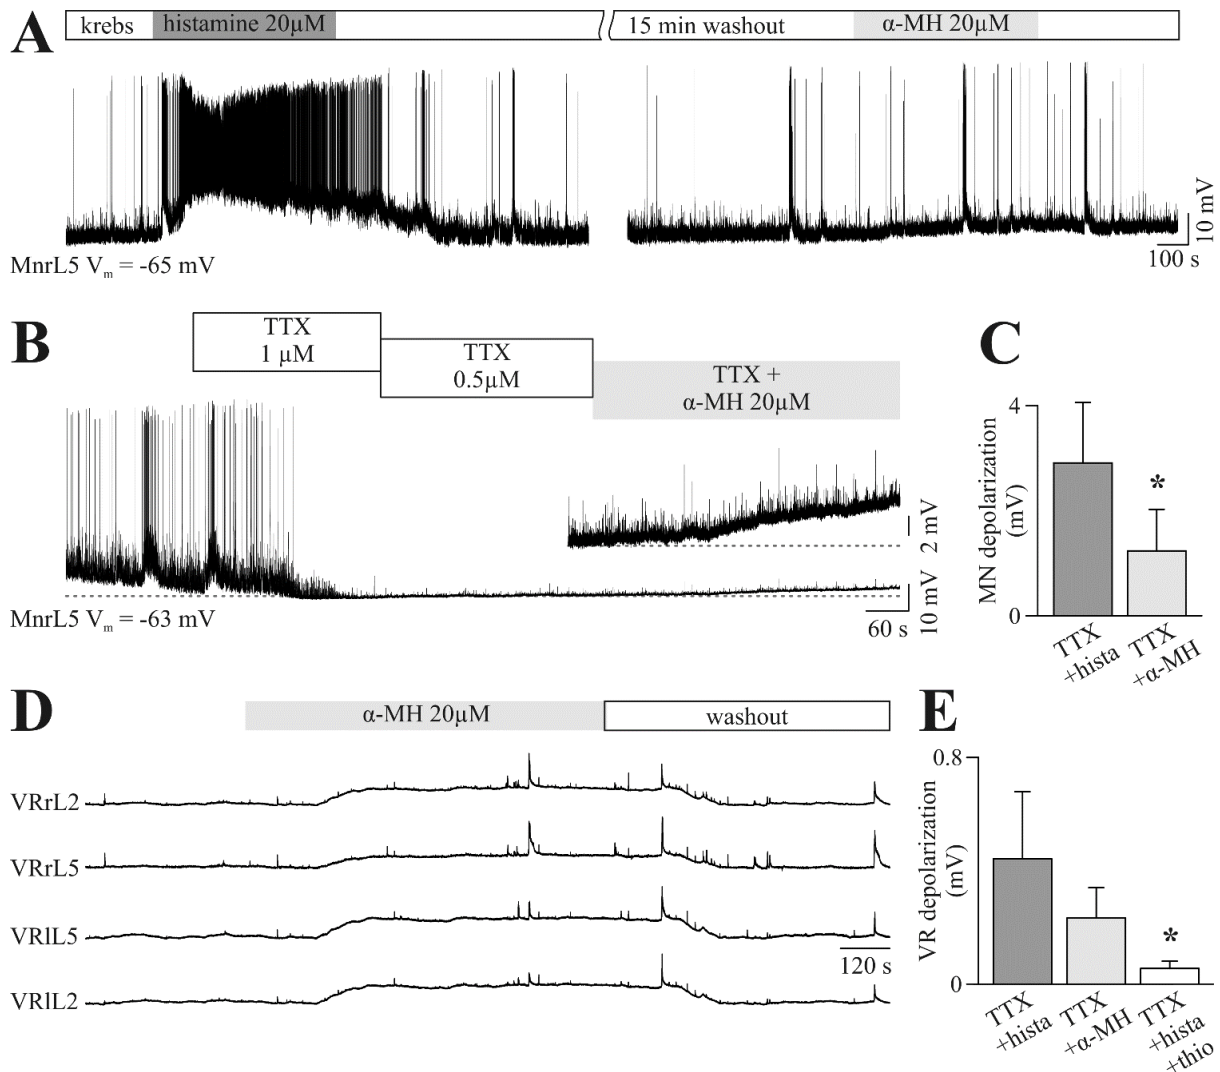 A
krebs
histamine 20µM
15 min washout
α-MH 20µM
10 mV
100 s
MnrL5 Vm = -65 mV
B
TTX
1 µM
TTX
0.5µM
TTX +
α-MH 20µM
2 mV
10 mV
60 s
MnrL5 Vm = -63 mV
C
MN depolarization
(mV)
4
0
TTX
+hista
TTX
+α-MH
*
D
α-MH 20µM
washout
VRrL2
VRrL5
VRlL5
VRlL2
120 s
E
VR depolarization
(mV)
0.8
0
*
TTX
+hista
TTX
+α-MH
TTX
+hista
+thio